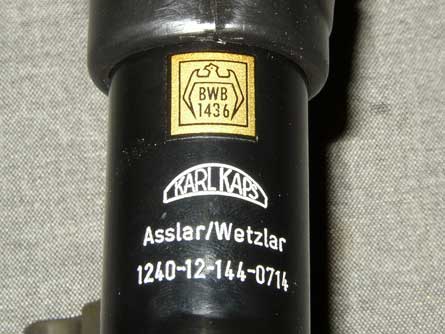 BWB
1436
KARL KAPS
Asslar/Wetzlar
1240-12-144-0714